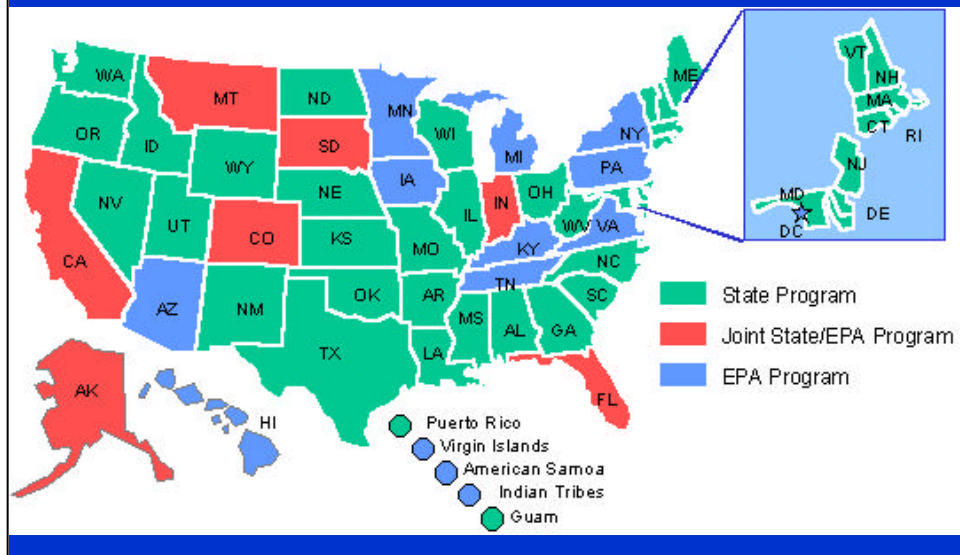 WA
MT
ND
MN
ME
OR
ID
SD
WI
NY
WY
MI
IA
PA
NE
NV
UT
IL
IN
OH
CO
WV
VA
KS
MO
KY
CA
NC
TN
OK
AR
SC
AZ
NM
MS
AL
GA
TX
LA
FL
AK
HI
VT
NH
MA
CT
RI
NJ
MD
DE
DC
State Program
Joint State/EPA Program
EPA Program
Puerto Rico
Virgin Islands
American Samoa
Indian Tribes
Guam